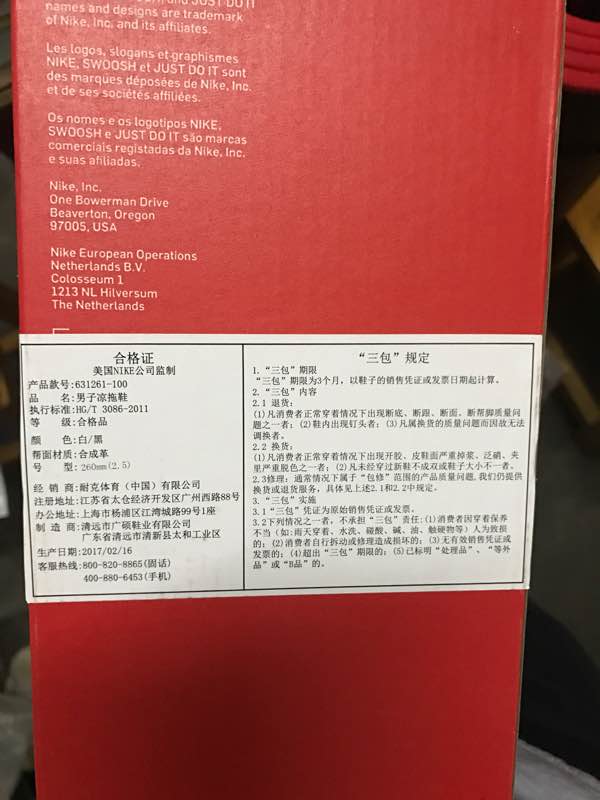 names and designs are trademark
of Nike, Inc. and its affiliates.
Les logos, slogans et graphismes
NIKE, SWOOSH et JUST DO IT sont
des marques déposées de Nike, Inc.
et de ses sociétés affiliées.
Os nomes e os logotipos NIKE,
SWOOSH e JUST DO IT são marcas
comerciais registadas da Nike, Inc.
e suas afiliadas.
Nike, Inc.
One Bowerman Drive
Beaverton, Oregon
97005, USA
Nike European Operations
Netherlands B.V.
Colosseum 1
1213 NL Hilversum
The Netherlands
合格证
美国NIKE公司监制
产品款号:631261-100
品 名:男子凉拖鞋
执行标准:HG/T 3086-2011
等 级:合格品
颜 色:白/黑
帮面材质:合成革
号 型:260mm(2.5)
经 销 商:耐克体育（中国）有限公司
注册地址:江苏省太仓经济开发区广州西路88号
办公地址:上海市杨浦区江湾城路99号1座
制 造 商:清远市广硕鞋业有限公司
广东省清远市清新县太和工业区
生产日期:2017/02/16
客服热线:800-820-8865(固话)
400-880-6453(手机)
“三包”规定
1. “三包”期限
“三包”期限为3个月，以鞋子的销售凭证或发票日期起计算。
2. “三包”内容
2.1 退货:
(1)凡消费者正常穿着情况下出现断底、断跟、断面、断帮脚质量问
题之一者; (2)鞋内出现钉头者; (3)凡属换货的质量问题而因故无法
调换者。
2.2 换货:
(1)凡消费者正常穿着情况下出现开胶、皮鞋面严重掉浆、泛硝、夹
里严重脱色之一者; (2)凡未经穿过新鞋不成双或鞋子大小不一者。
2.3修理: 通常情况下属于“包修”范围的产品质量问题,我们仍提供
换货或退货服务，具体见上述2.1和2.2中规定。
3. “三包”实施
3.1“三包”凭证为原始销售凭证或发票。
3.2下列情况之一者，不承担“三包”责任:(1)消费者因穿着保养
不当(如:雨天穿着、水洗、碰酸、碱、油、触硬物等）人为毁损
的; (2)消费者自行拆动或修理造成损坏的; (3)无有效销售凭证或
发票的; (4)超出“三包”期限的; (5)已标明“处理品”、“等外
品”或“B品”的。